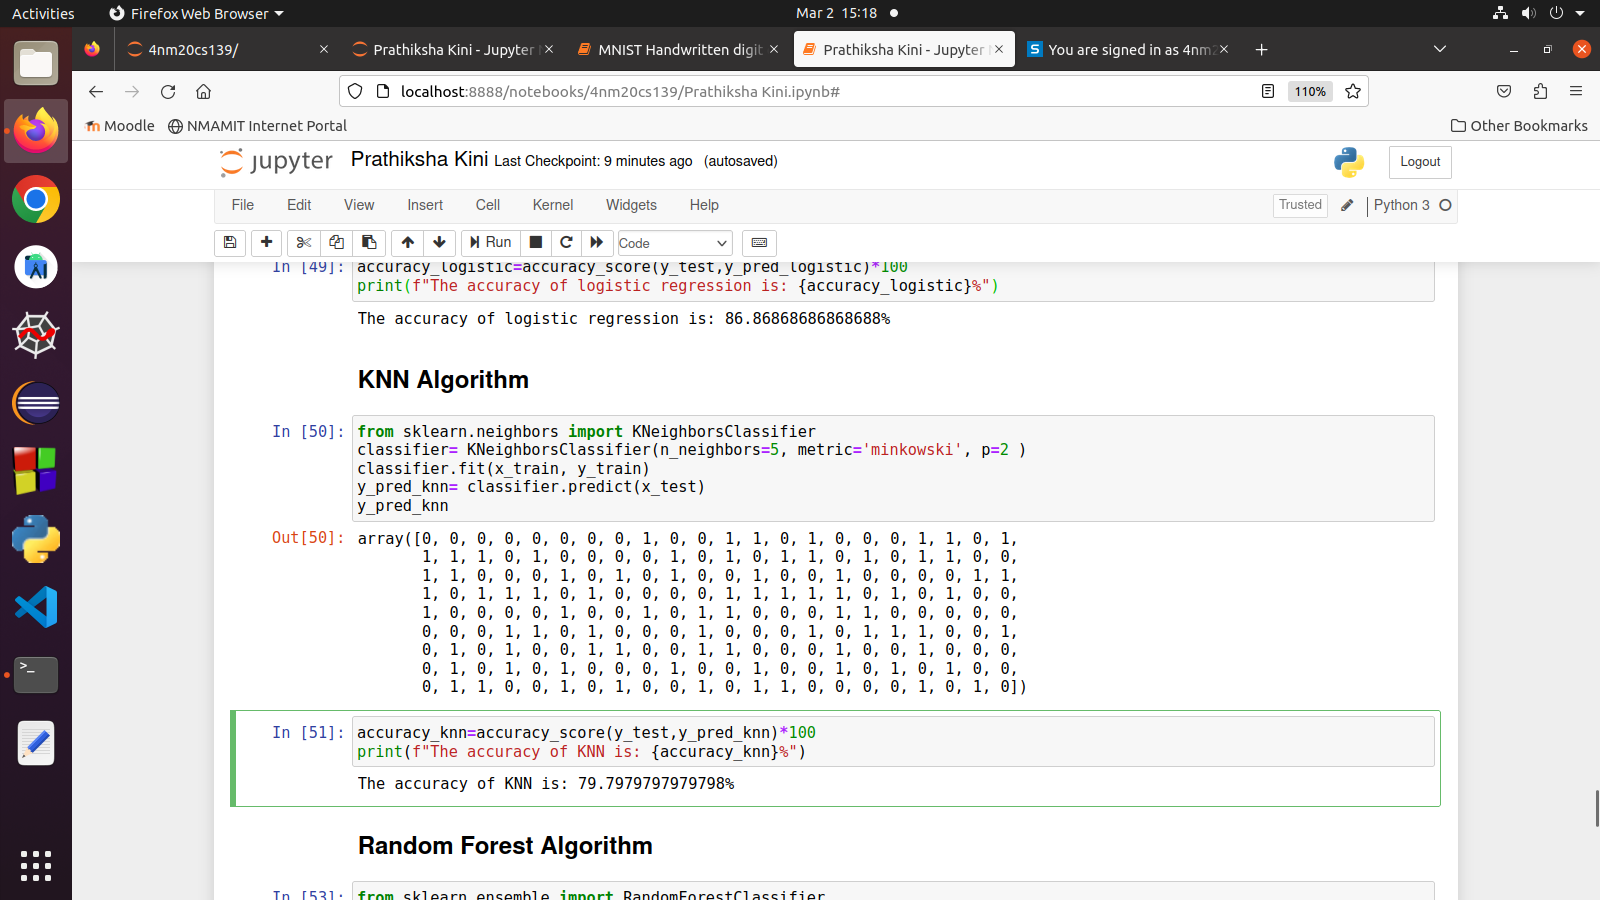 Activities
Firefox Web Browser
Mar 2 15:18
4nm20cs139/
Prathiksha Kini - Jupyter N
MNIST Handwritten digit
Prathiksha Kini - Jupyter N
You are signed in as 4nm2
localhost:8888/notebooks/4nm20cs139/Prathiksha Kini.ipynb#
110%
Moodle
NMAMIT Internet Portal
Other Bookmarks
jupyter
Prathiksha Kini Last Checkpoint: 9 minutes ago (autosaved)
Logout
File Edit View Insert Cell Kernel Widgets Help
Trusted
Python 3
Run
Code
In [49]: accuracy_logistic=accuracy_score(y_test,y_pred_logistic)*100
print(f"The accuracy of logistic regression is: {accuracy_logistic}%")
The accuracy of logistic regression is: 86.86868686868688%
KNN Algorithm
In [50]: from sklearn.neighbors import KNeighborsClassifier
classifier= KNeighborsClassifier(n_neighbors=5, metric='minkowski', p=2 )
classifier.fit(x_train, y_train)
y_pred_knn= classifier.predict(x_test)
y_pred_knn
Out[50]: array([0, 0, 0, 0, 0, 0, 0, 0, 1, 0, 0, 1, 1, 0, 1, 0, 0, 0, 1, 1, 0, 1,
1, 1, 1, 0, 1, 0, 0, 0, 0, 1, 0, 1, 0, 1, 1, 0, 1, 0, 1, 1, 0, 0,
1, 1, 0, 0, 0, 1, 0, 1, 0, 1, 0, 0, 1, 0, 0, 1, 0, 0, 0, 0, 1, 1,
1, 0, 1, 1, 1, 0, 1, 0, 0, 0, 0, 1, 1, 1, 1, 1, 0, 1, 0, 1, 0, 0,
1, 0, 0, 0, 0, 1, 0, 0, 1, 0, 1, 1, 0, 0, 0, 1, 1, 0, 0, 0, 0, 0,
0, 0, 0, 1, 1, 0, 1, 0, 0, 0, 1, 0, 0, 0, 1, 0, 1, 1, 1, 0, 0, 1,
0, 1, 0, 1, 0, 0, 1, 1, 0, 0, 1, 1, 0, 0, 0, 1, 0, 0, 1, 0, 0, 0,
0, 1, 0, 1, 0, 1, 0, 0, 0, 1, 0, 0, 1, 0, 0, 1, 0, 1, 0, 1, 0, 0,
0, 1, 1, 0, 0, 1, 0, 1, 0, 0, 1, 0, 1, 1, 0, 0, 0, 0, 1, 0, 1, 0])
In [51]: accuracy_knn=accuracy_score(y_test,y_pred_knn)*100
print(f"The accuracy of KNN is: {accuracy_knn}%")
The accuracy of KNN is: 79.7979797979798%
Random Forest Algorithm
In [53]: from sklearn.ensemble import RandomForestClassifier